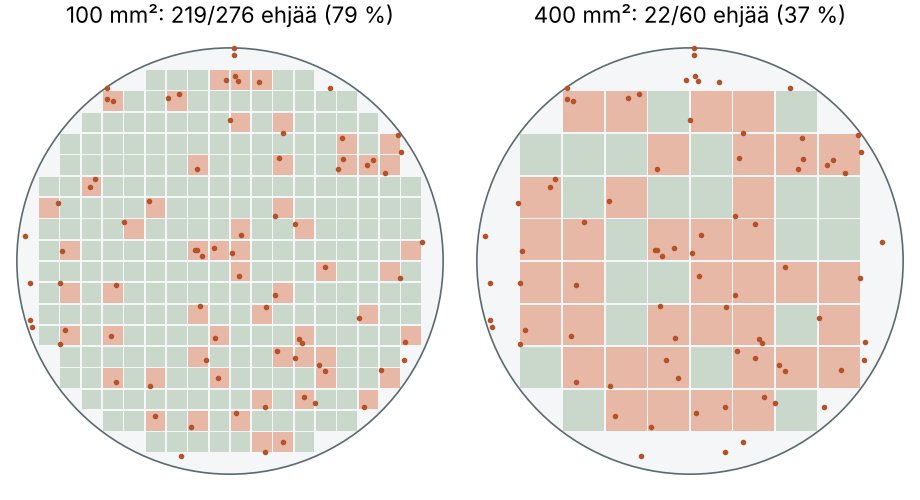 100 mm²: 219/276 ehjää (79 %)
400 mm²: 22/60 ehjää (37 %)